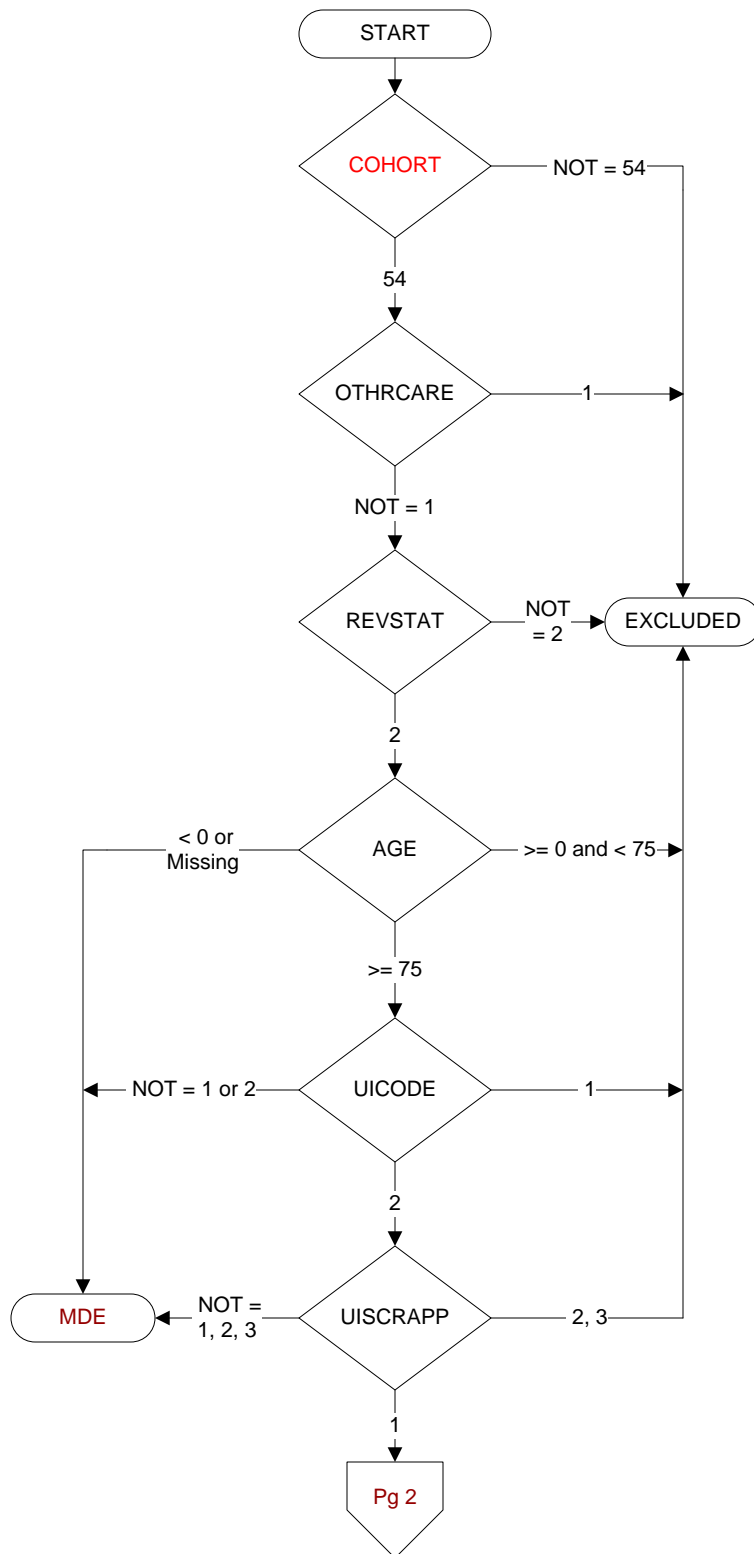 START
COHORT
NOT = 54
54
OTHRCARE
1
NOT = 1
REVSTAT
NOT
= 2
EXCLUDED
2
< 0 or
Missing
AGE
>= 0 and < 75
>= 75
NOT = 1 or 2
UICODE
1
2
MDE
NOT =
1, 2, 3
UISCRAPP
2, 3
1
Pg 2